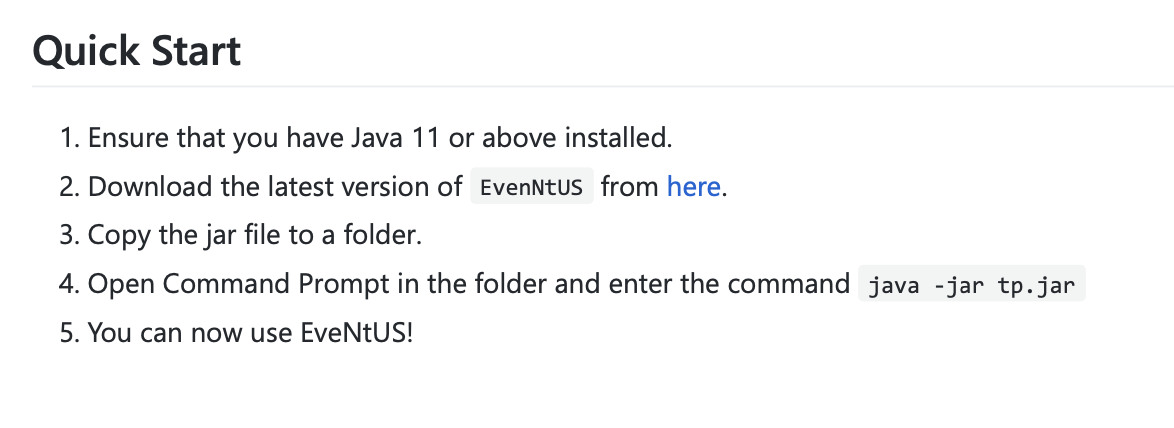 Quick Start
1. Ensure that you have Java 11 or above installed.
2. Download the latest version of EvenNtUS from here.
3. Copy the jar file to a folder.
4. Open Command Prompt in the folder and enter the command java -jar tp.jar
5. You can now use EveNtUS!